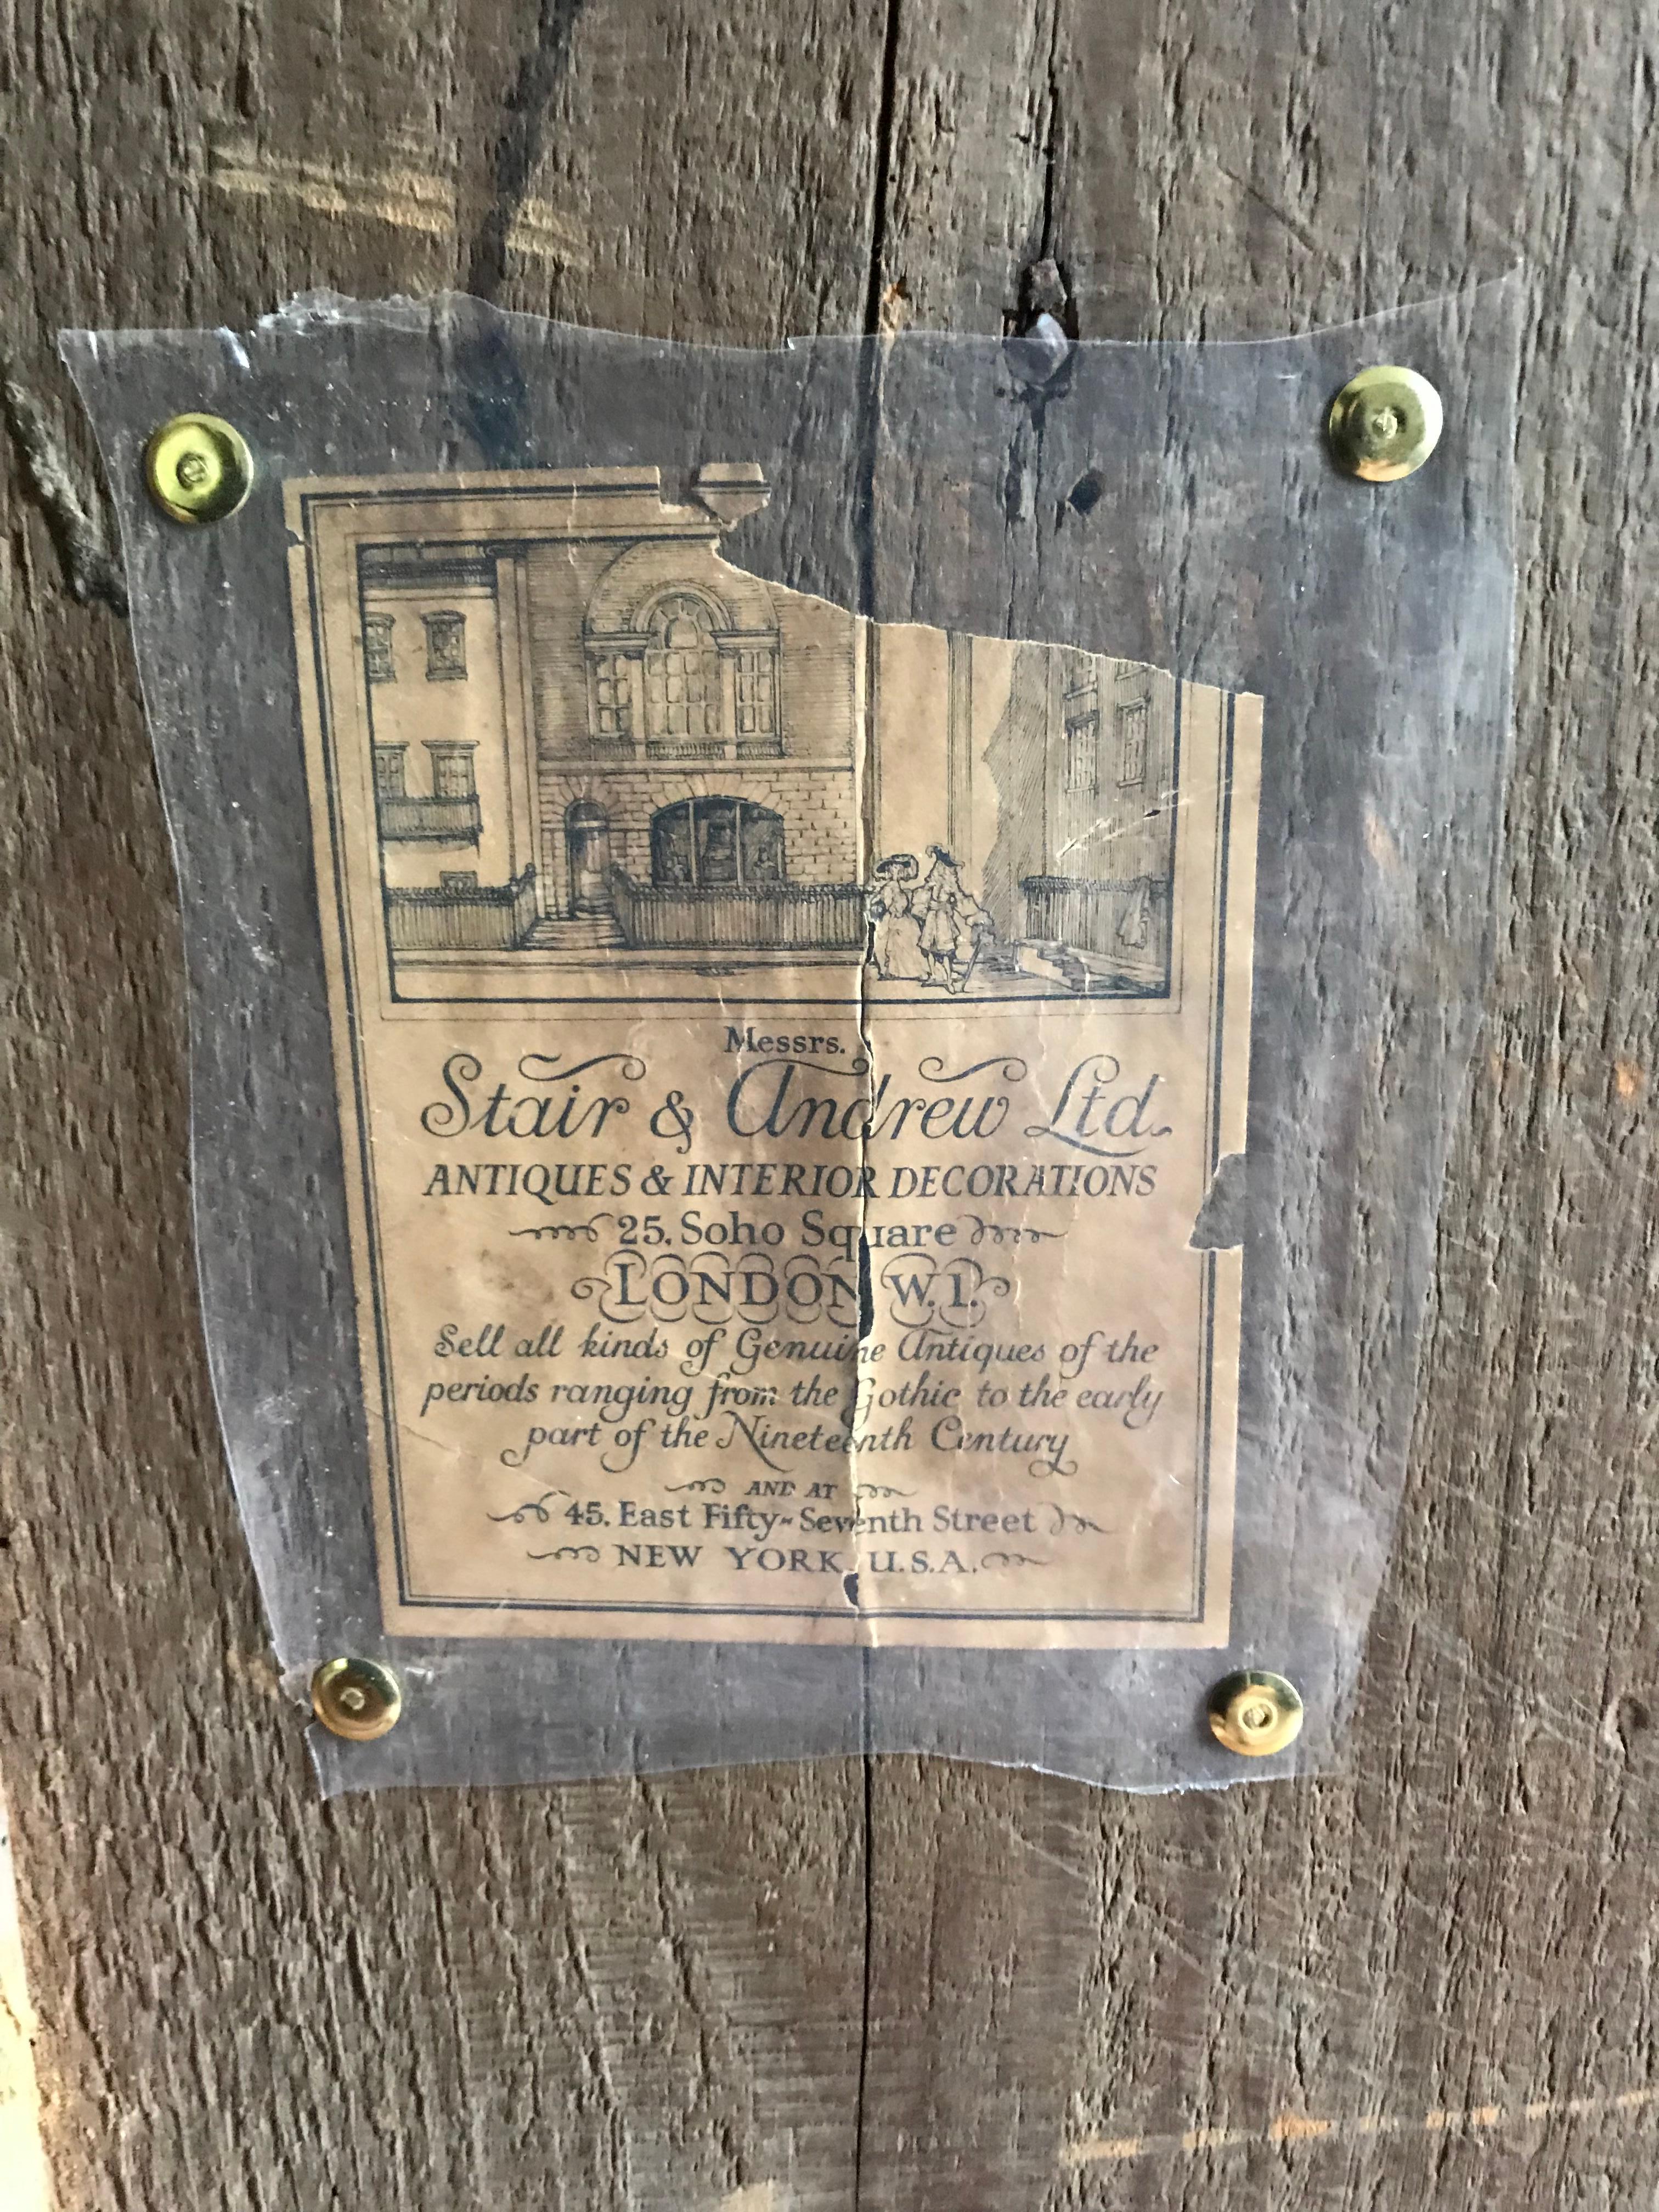 Messrs.
Stair & Andrew Ltd.
ANTIQUES & INTERIOR DECORATIONS
25. Soho Square
LONDON W.1.
Sell all kinds of Genuine Antiques of the
periods ranging from the Gothic to the early
part of the Nineteenth Century
AND AT
45. East Fifty-Seventh Street
NEW YORK, U.S.A.